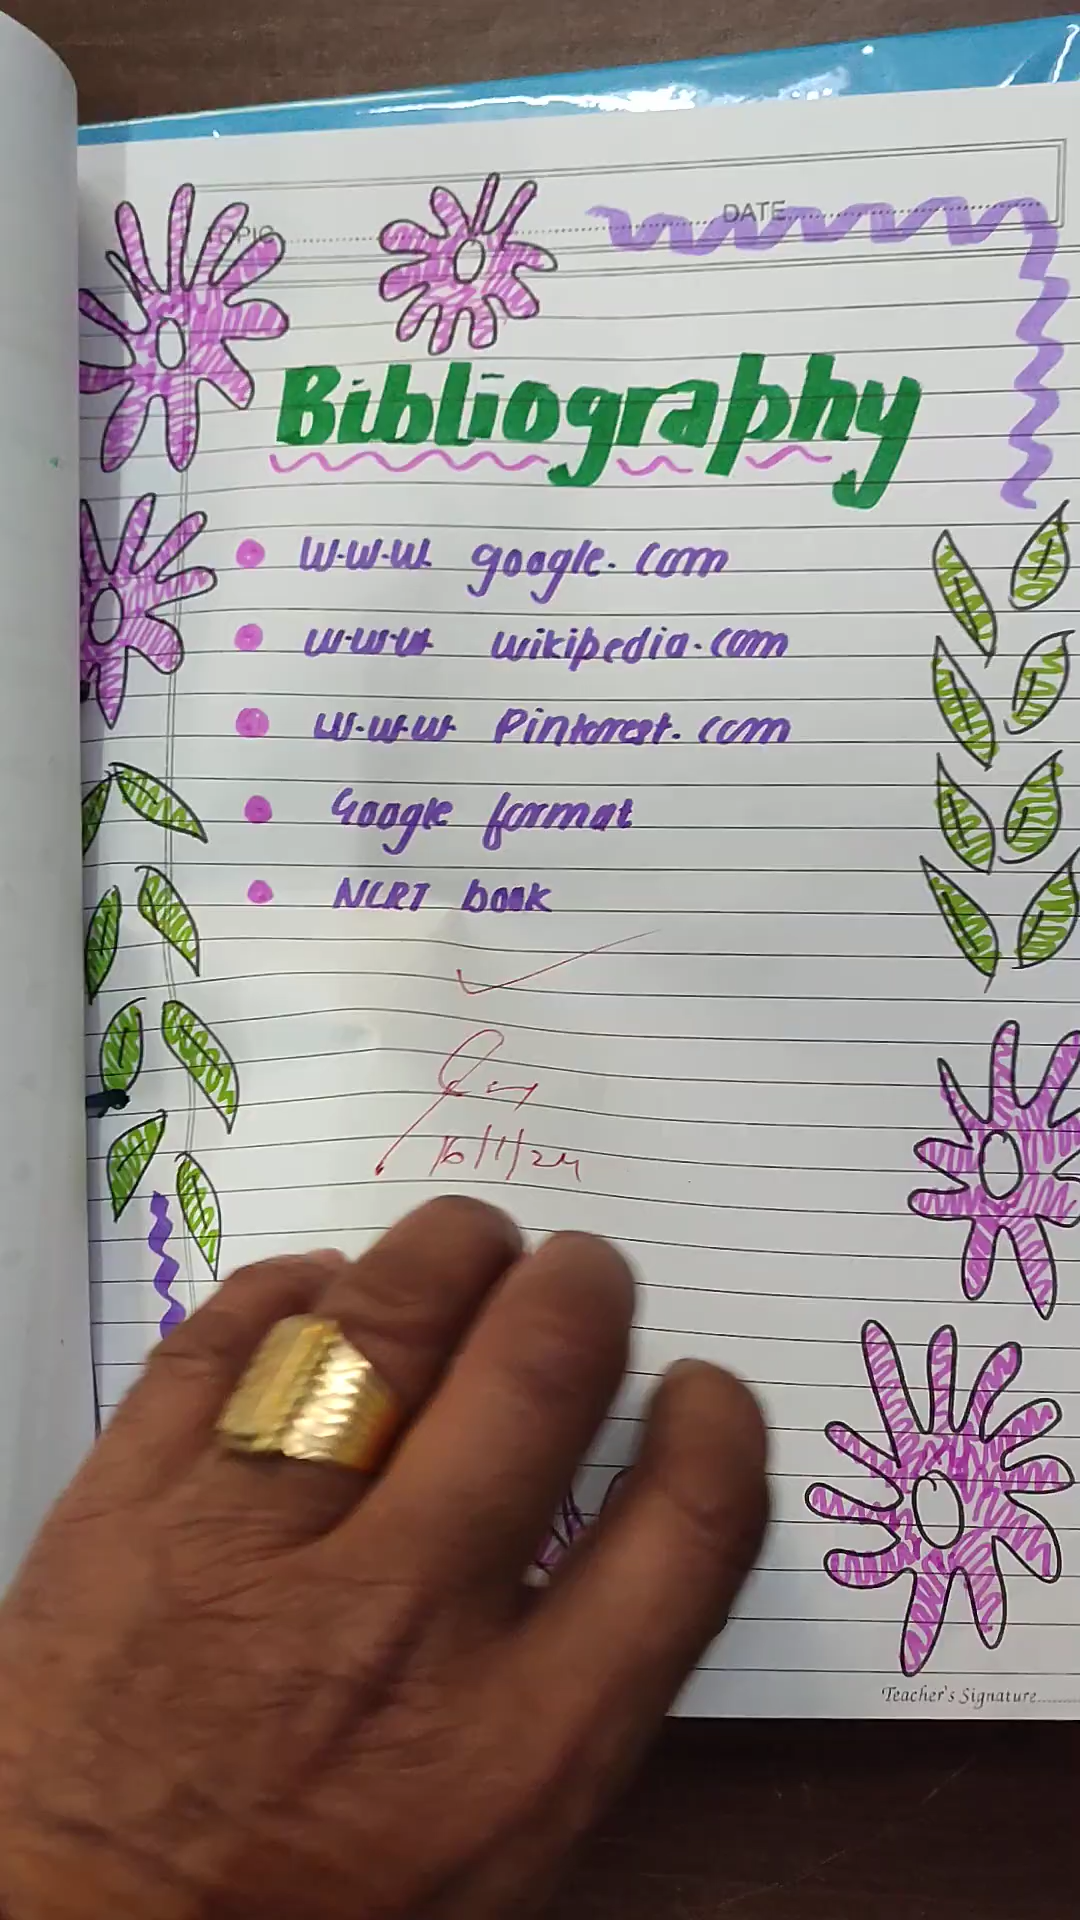 TOPIC
DATE
Bibliography
W-W-W. google. com
W-W-W. wikipedia.com
W-W-W- Pinterest. com
Google format
NCRT book
16/1/24
Teacher's Signature